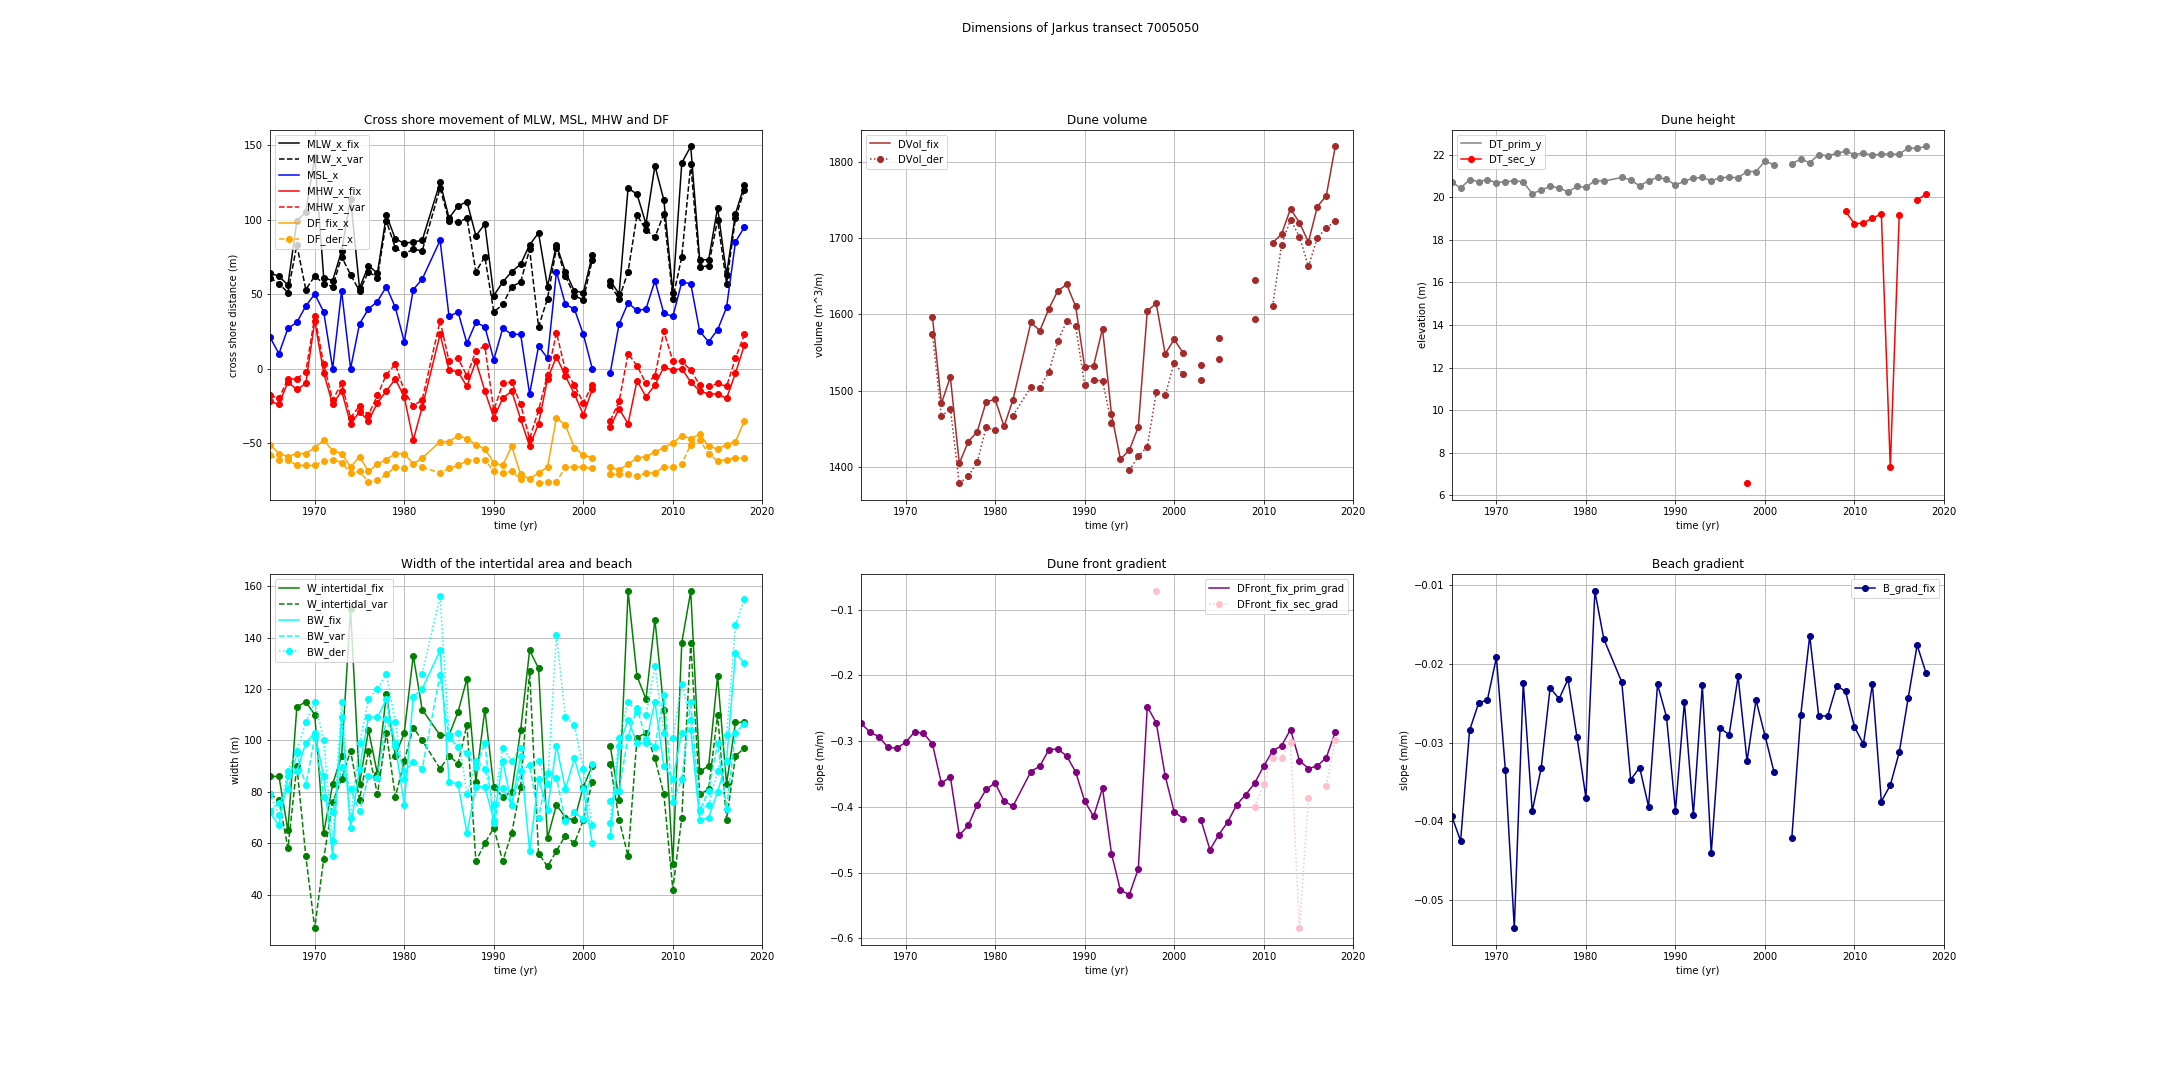 Dimensions of Jarkus transect 7005050
Cross shore movement of MLW, MSL, MHW and DF
MLW_x_fix
MLW_x_var
MSL_x
MHW_x_fix
MHW_x_var
DF_fix_x
DF_der_x
cross shore distance (m)
150
100
50
0
−50
1970 1980 1990 2000 2010 2020
time (yr)
Dune volume
DVol_fix
DVol_der
volume (m^3/m)
1800
1700
1600
1500
1400
1970 1980 1990 2000 2010 2020
time (yr)
Dune height
DT_prim_y
DT_sec_y
elevation (m)
22
20
18
16
14
12
10
8
6
1970 1980 1990 2000 2010 2020
time (yr)
Width of the intertidal area and beach
W_intertidal_fix
W_intertidal_var
BW_fix
BW_var
BW_der
width (m)
160
140
120
100
80
60
40
1970 1980 1990 2000 2010 2020
time (yr)
Dune front gradient
DFront_fix_prim_grad
DFront_fix_sec_grad
slope (m/m)
−0.1
−0.2
−0.3
−0.4
−0.5
−0.6
1970 1980 1990 2000 2010 2020
time (yr)
Beach gradient
B_grad_fix
slope (m/m)
−0.01
−0.02
−0.03
−0.04
−0.05
1970 1980 1990 2000 2010 2020
time (yr)